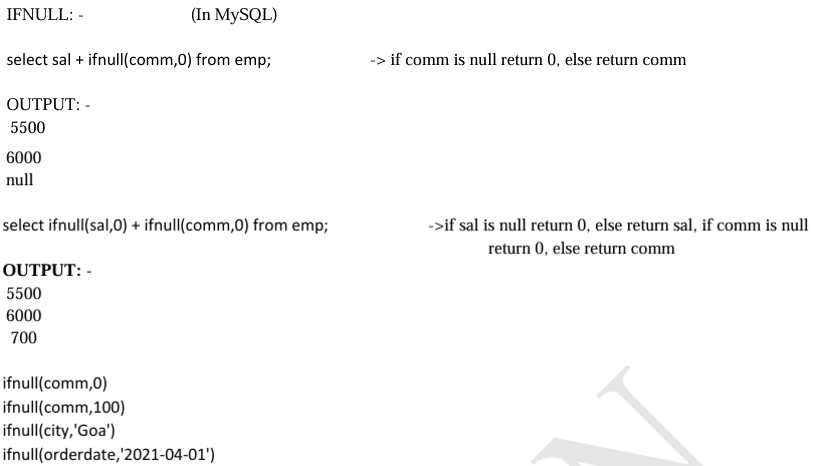 IFNULL: - (In MySQL)
select sal + ifnull(comm,0) from emp; -> if comm is null return 0, else return comm
OUTPUT: -
5500
6000
null
select ifnull(sal,0) + ifnull(comm,0) from emp; ->if sal is null return 0, else return sal, if comm is null
return 0, else return comm
OUTPUT: -
5500
6000
700
ifnull(comm,0)
ifnull(comm,100)
ifnull(city,'Goa')
ifnull(orderdate,'2021-04-01')